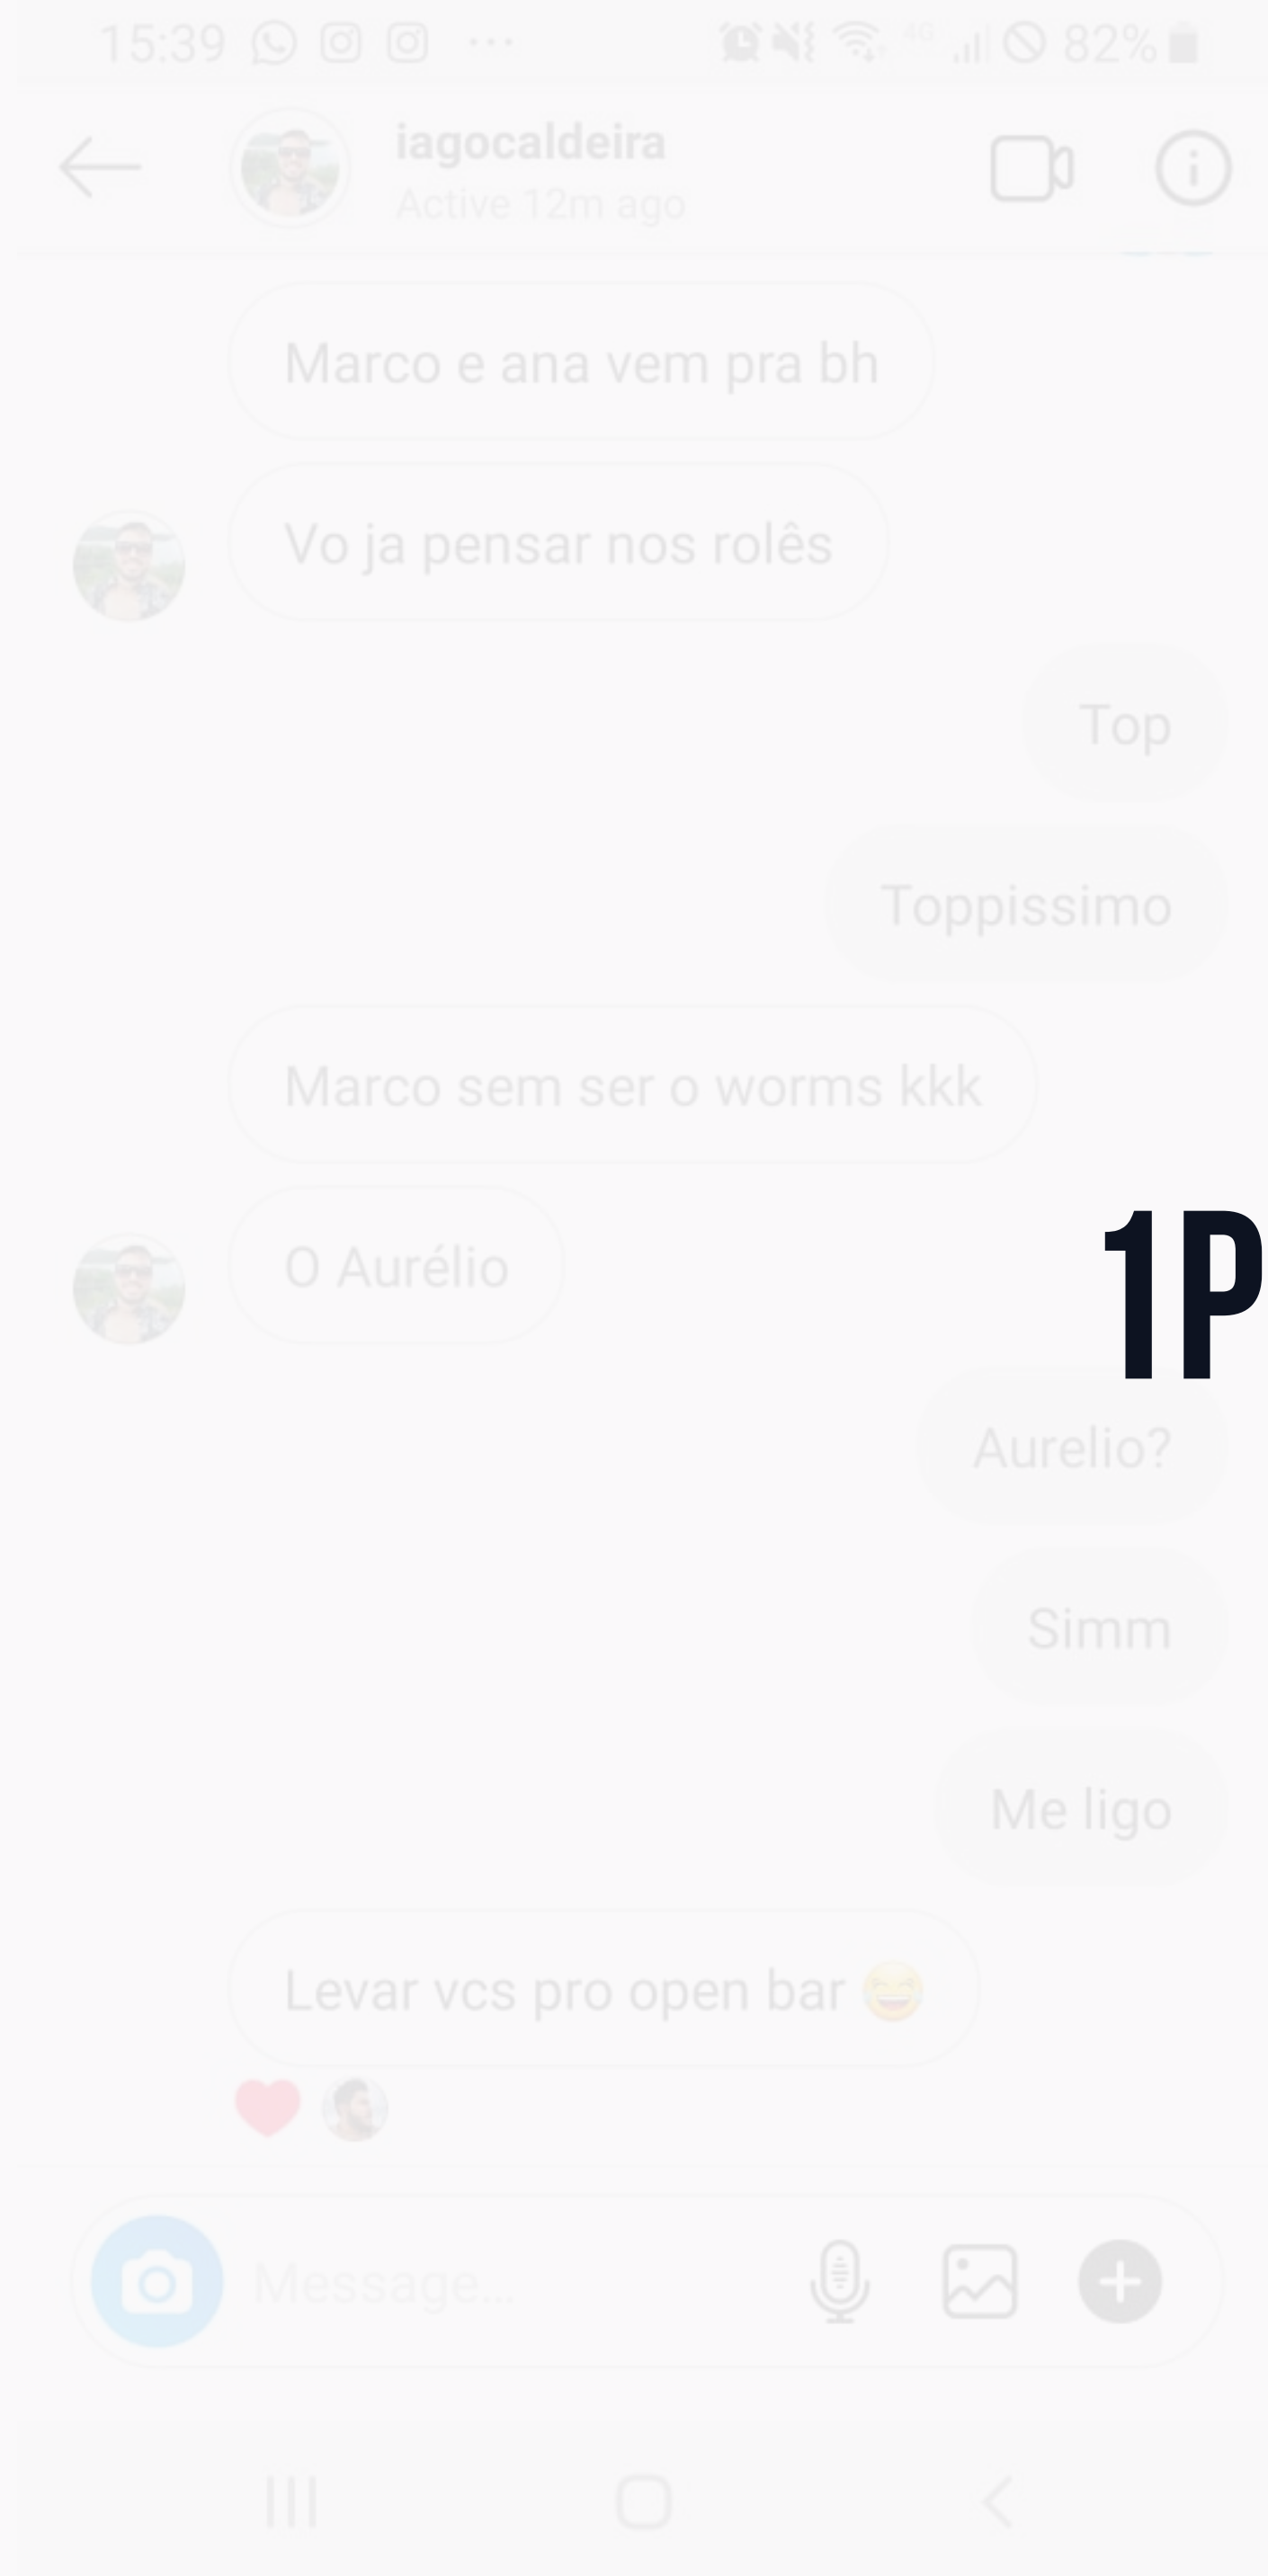 15:39
4G
82%
iagocaldeira
Active 12m ago
Marco e ana vem pra bh
Vo ja pensar nos rolês
Top
Toppissimo
Marco sem ser o worms kkk
O Aurélio
1P
Aurelio?
Simm
Me ligo
Levar vcs pro open bar 😂
Message...